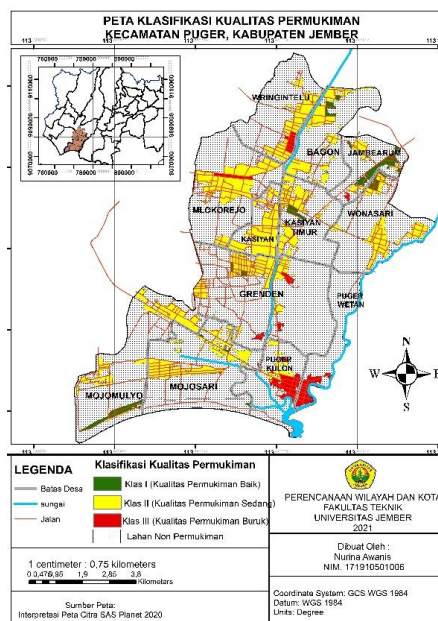 PETA KLASIFIKASI KUALITAS PERMUKIMAN
KECAMATAN PUGER, KABUPATEN JEMBER
760000 780000 800000
WRINGINTELU
BAGON
JAMBEARUM
MLOKOREJO
KASIYAN
TIMUR
WONASARI
KASIYAN
GRENDEN
PUGER
WETAN
PUGER
KULON
MOJOSARI
MOJOMULYO
N
W E
S
LEGENDA
Batas Desa
sungai
Jalan
Klasifikasi Kualitas Permukiman
Klas I (Kualitas Permukiman Baik)
Klas II (Kualitas Permukiman Sedang)
Klas III (Kualitas Permukiman Buruk)
Lahan Non Permukiman
1 centimeter : 0,75 kilometers
Kilometers
Sumber Peta:
Interpretasi Peta Citra SAS Planet 2020
PERENCANAAN WILAYAH DAN KOTA
FAKULTAS TEKNIK
UNIVERSITAS JEMBER
2021
Dibuat Oleh :
Nurina Awanis
NIM. 171910501006
Coordinate System: GCS WGS 1984
Datum: WGS 1984
Units: Degree